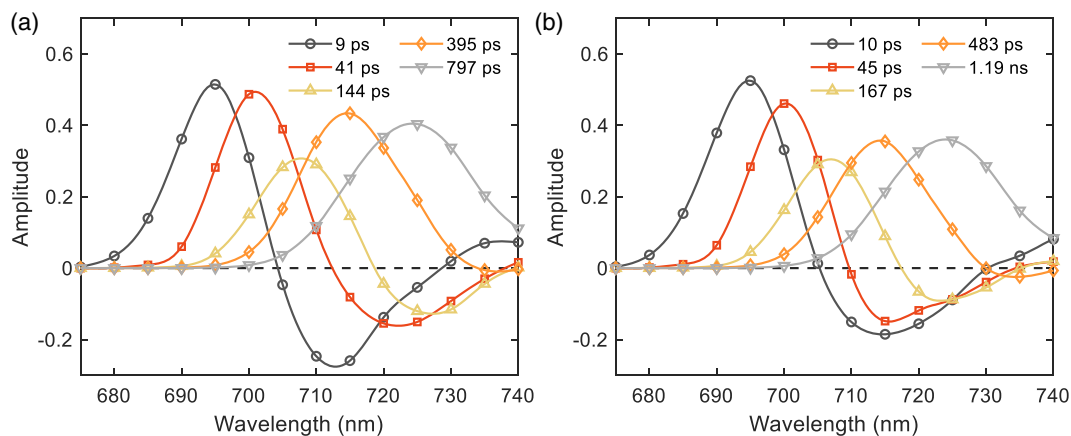 (a)
9 ps
395 ps
41 ps
797 ps
144 ps
0.6
0.4
0.2
0
-0.2
Amplitude
680 690 700 710 720 730 740
Wavelength (nm)
(b)
10 ps
483 ps
45 ps
1.19 ns
167 ps
0.6
0.4
0.2
0
-0.2
Amplitude
680 690 700 710 720 730 740
Wavelength (nm)